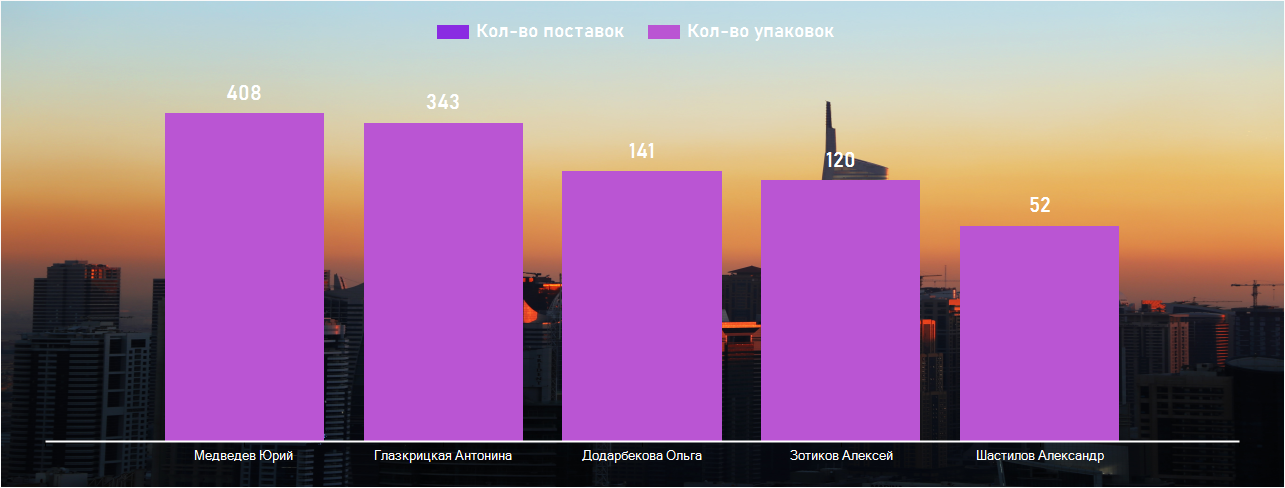 Кол-во поставок Кол-во упаковок
408
343
141
120
52
Медведев Юрий Глазкрицкая Антонина Додарбекова Ольга Зотиков Алексей Шастилов Александр